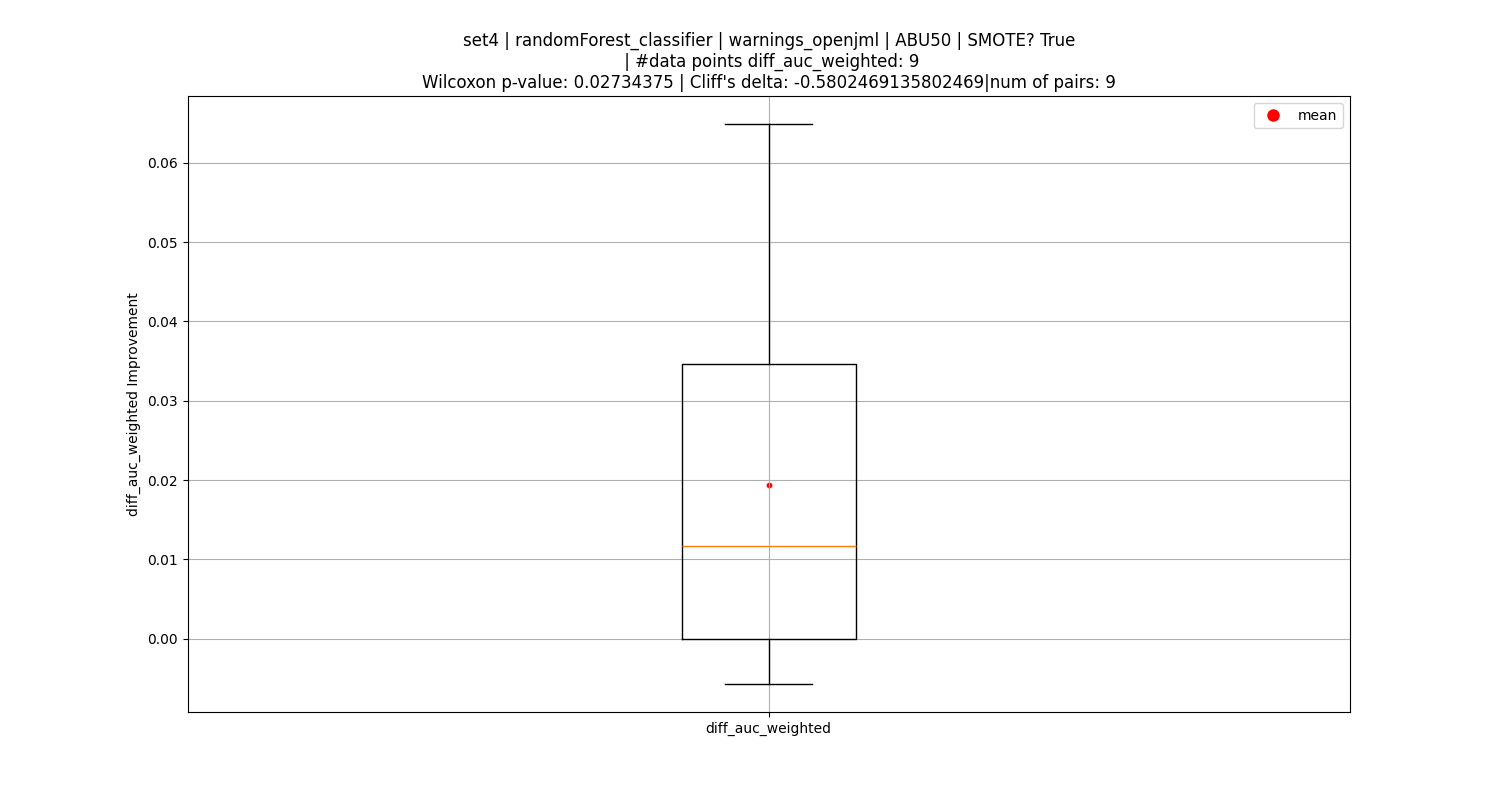 set4 | randomForest_classifier | warnings_openjml | ABU50 | SMOTE? True
| #data points diff_auc_weighted: 9
Wilcoxon p-value: 0.02734375 | Cliff's delta: -0.5802469135802469|num of pairs: 9
mean
0.06
0.05
0.04
0.03
0.02
0.01
0.00
diff_auc_weighted Improvement
diff_auc_weighted